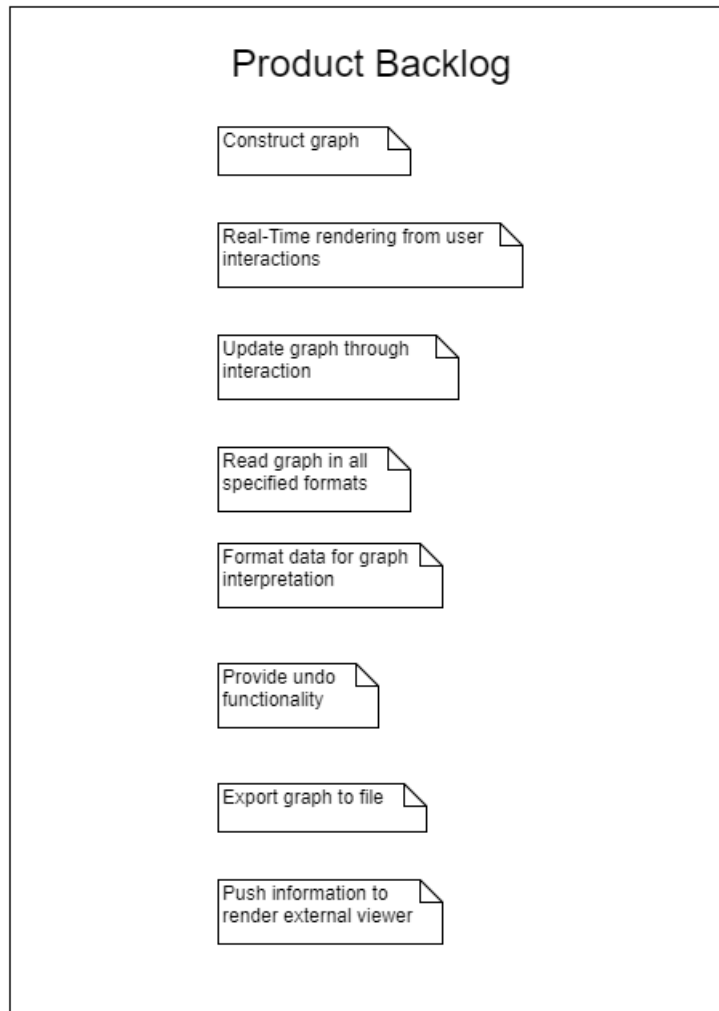 Product Backlog
Construct graph
Real-Time rendering from user
interactions
Update graph through
interaction
Read graph in all
specified formats
Format data for graph
interpretation
Provide undo
functionality
Export graph to file
Push information to
render external viewer